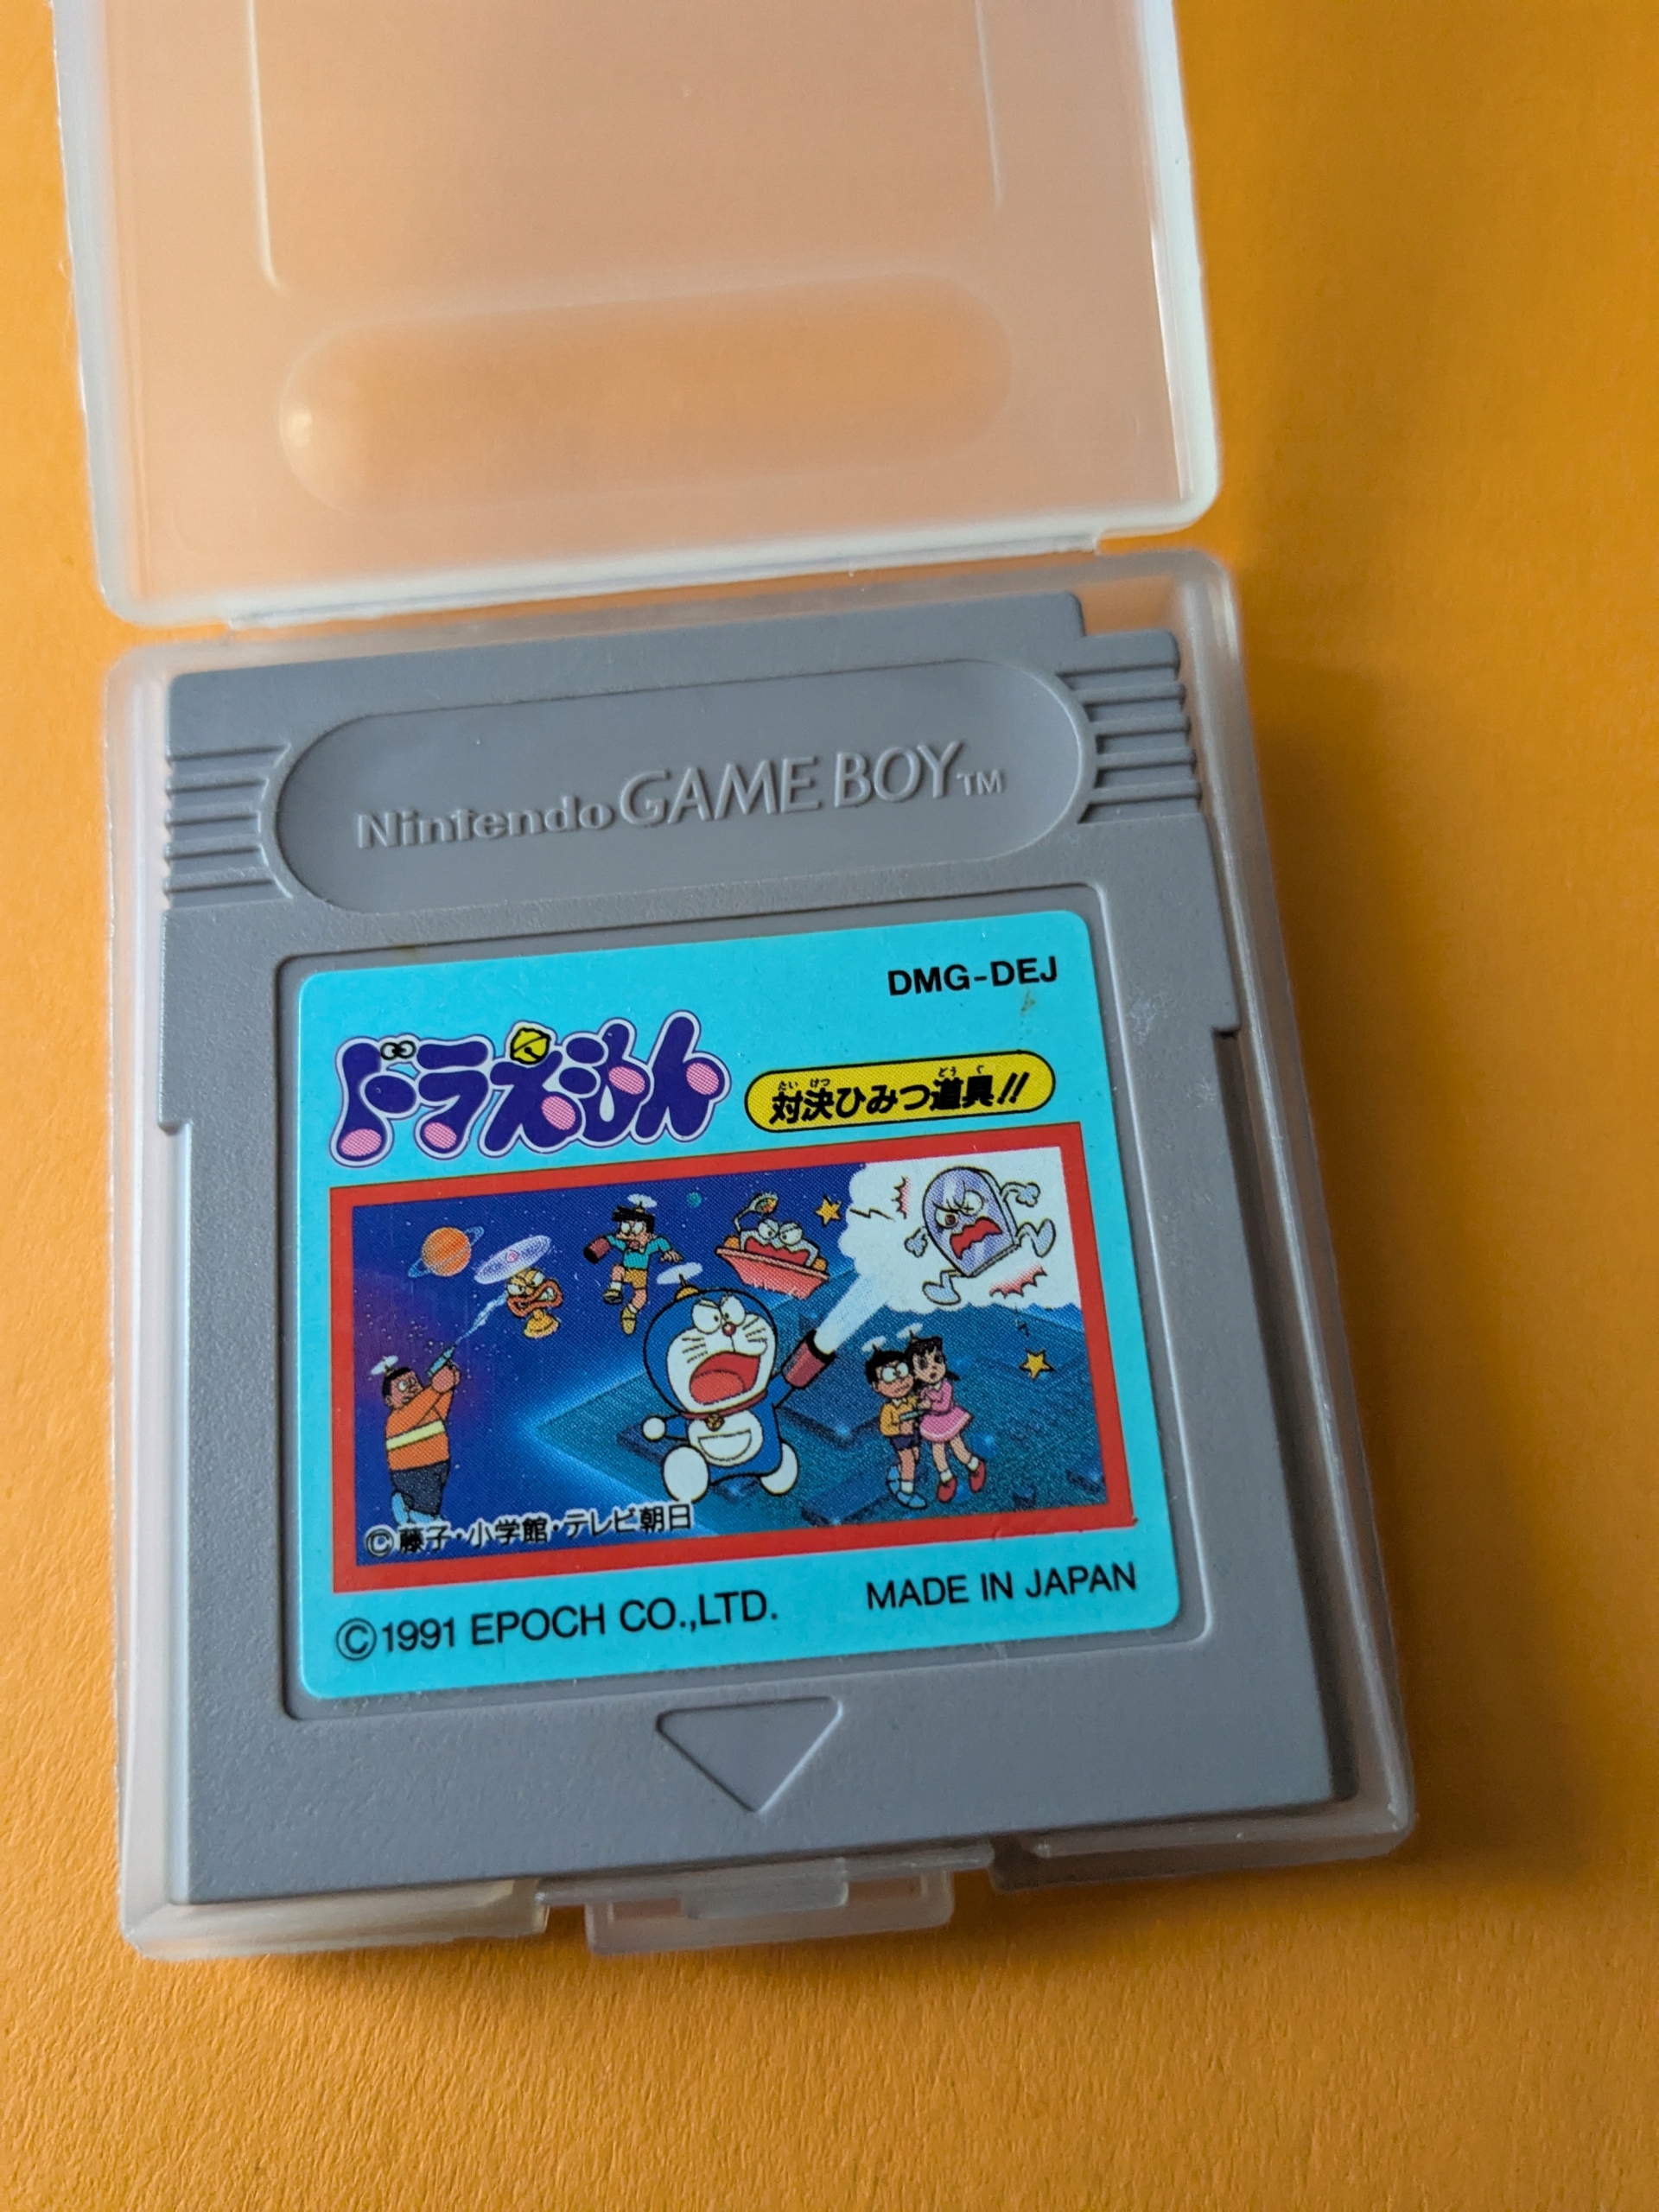 Nintendo GAME BOY TM
DMG-DEJ
ドラえもん
たいけつ どうぐ
対決ひみつ道具!!
©藤子・小学館・テレビ朝日
©1991 EPOCH CO.,LTD.
MADE IN JAPAN